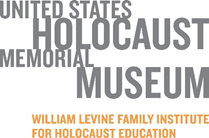 UNITED STATES
HOLOCAUST
MEMORIAL
MUSEUM
WILLIAM LEVINE FAMILY INSTITUTE
FOR HOLOCAUST EDUCATION